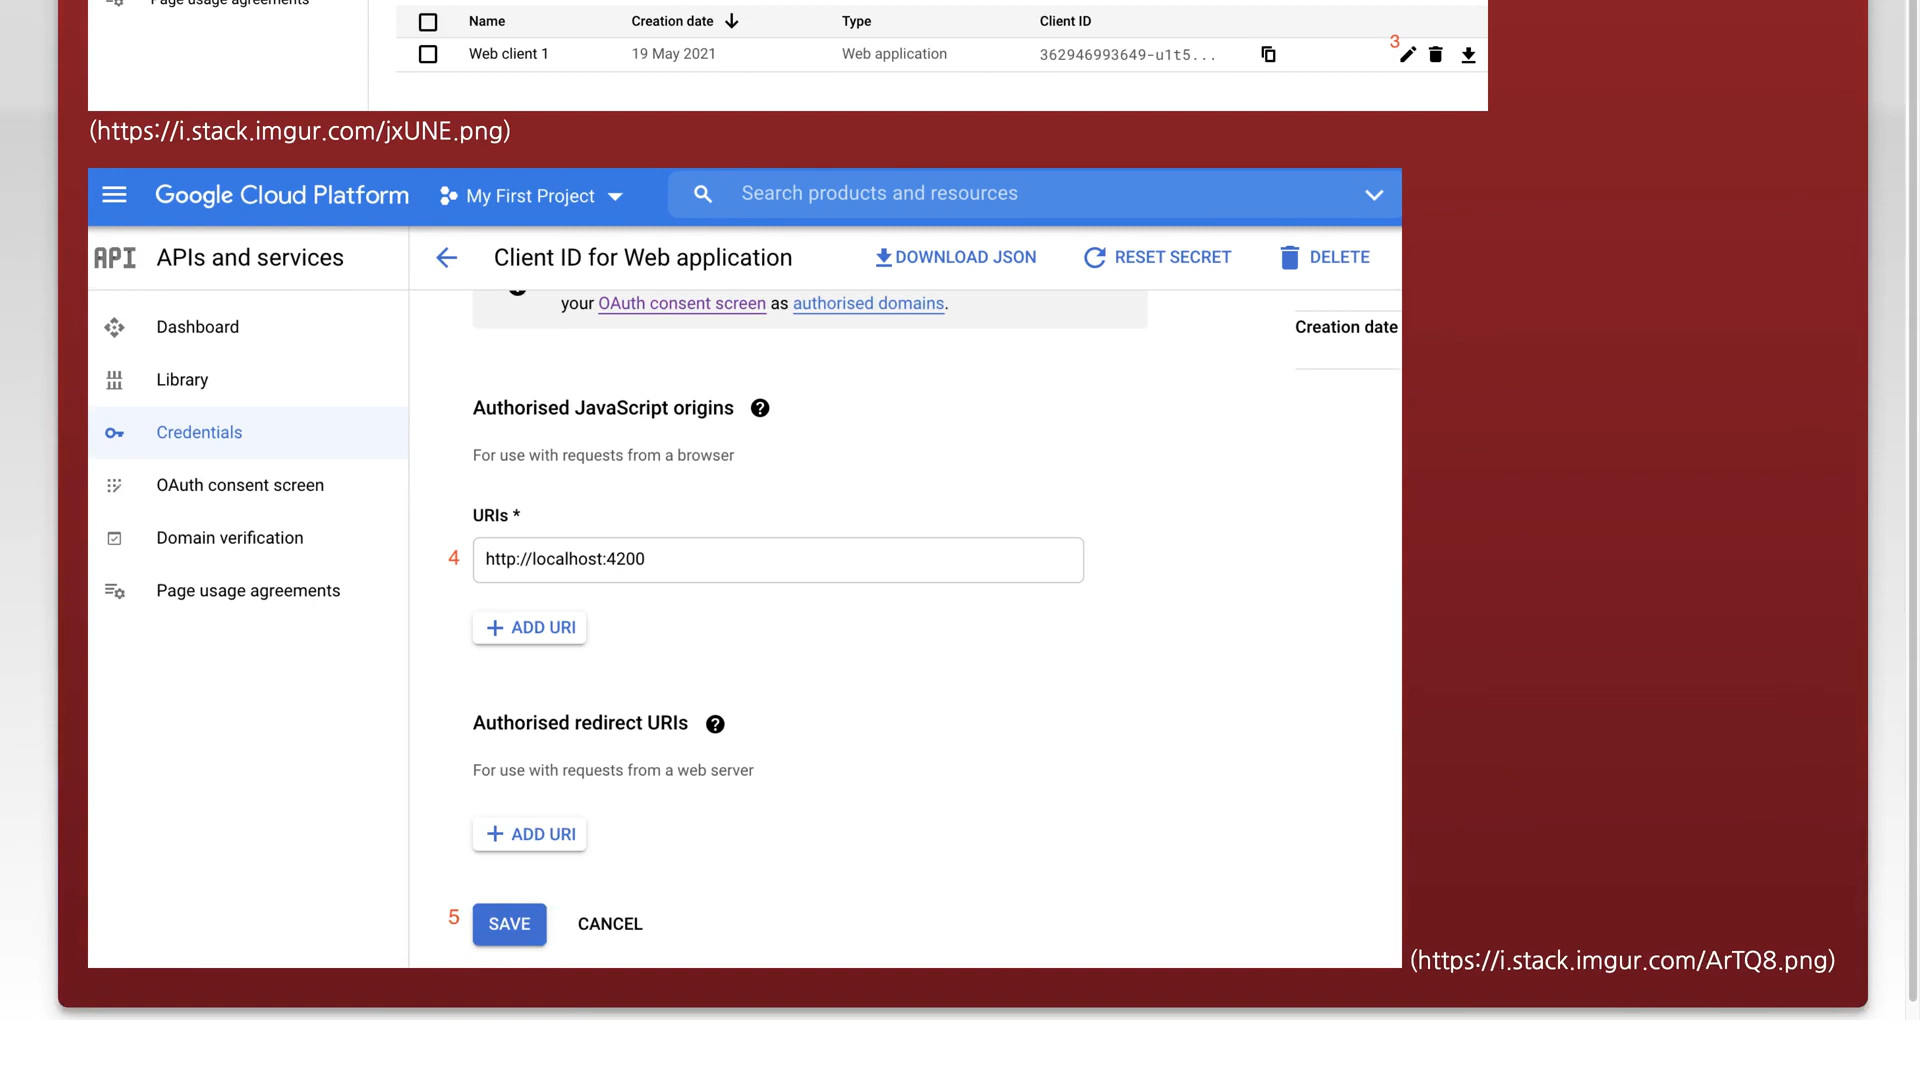 Page usage agreements
Name Creation date Type Client ID
3
Web client 1 19 May 2021 Web application 362946993649-u1t5...
(https://i.stack.imgur.com/jxUNE.png)
Google Cloud Platform My First Project Search products and resources
API APIs and services Client ID for Web application DOWNLOAD JSON RESET SECRET DELETE
your OAuth consent screen as authorised domains.
Dashboard
Creation date
Library
Authorised JavaScript origins
Credentials
For use with requests from a browser
OAuth consent screen
URIs *
Domain verification
4 http://localhost:4200
Page usage agreements
+ ADD URI
Authorised redirect URIs
For use with requests from a web server
+ ADD URI
5 SAVE CANCEL
(https://i.stack.imgur.com/ArTQ8.png)